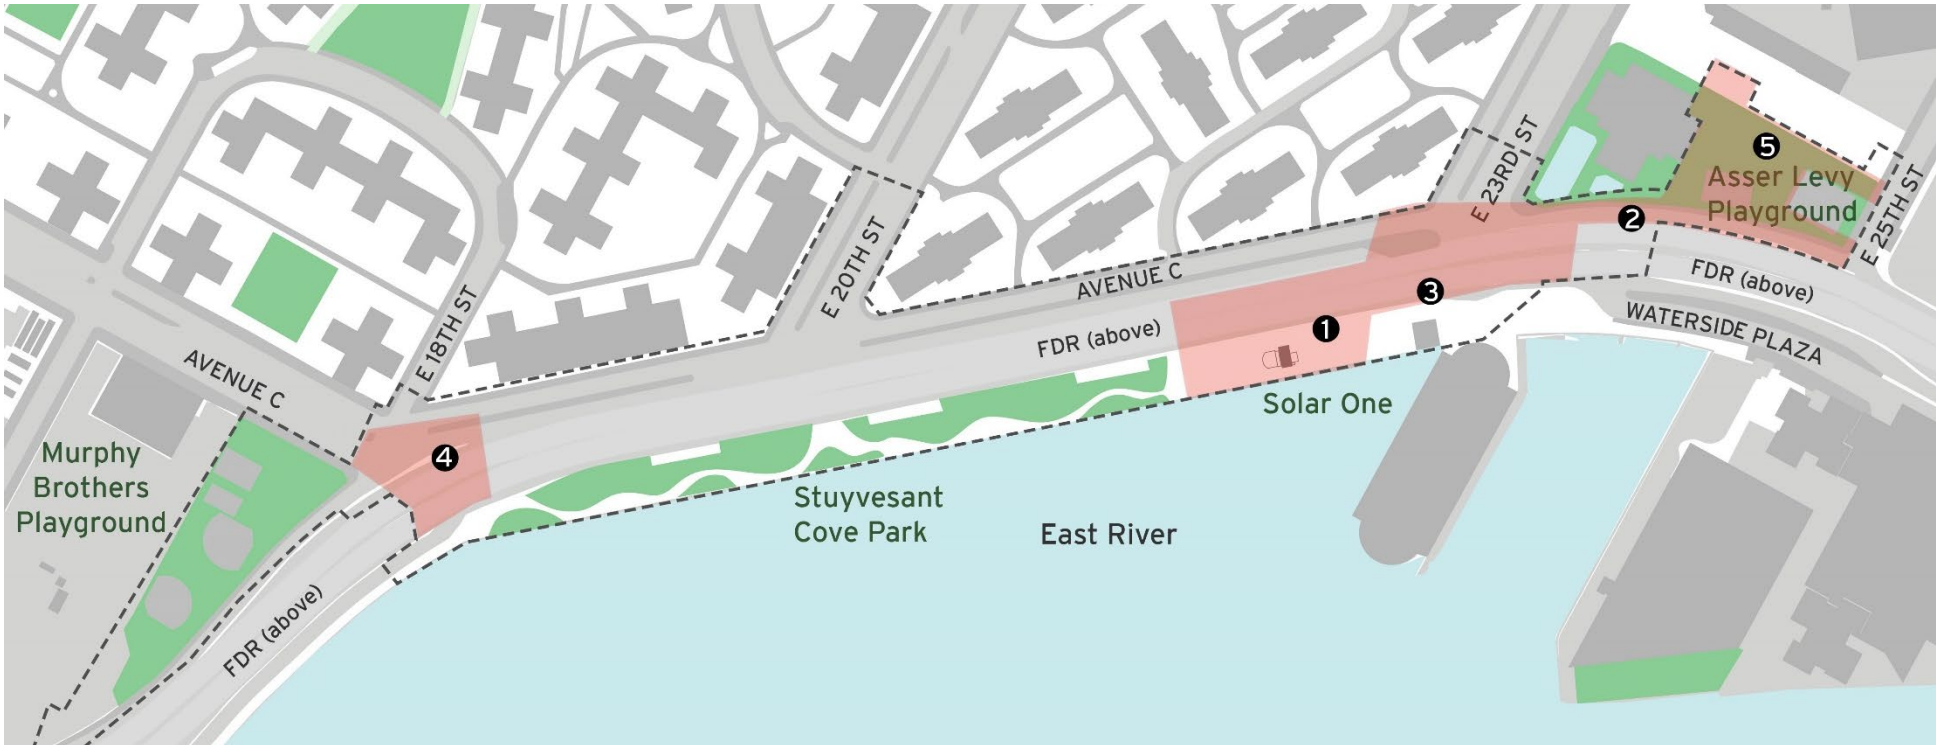 5
Asser Levy
Playground
E 23RD ST
E 25TH ST
2
E 20TH ST
AVENUE C
3
FDR (above)
1
FDR (above)
WATERSIDE PLAZA
E 18TH ST
AVENUE C
Solar One
4
Murphy
Brothers
Playground
Stuyvesant
Cove Park
East River
FDR (above)